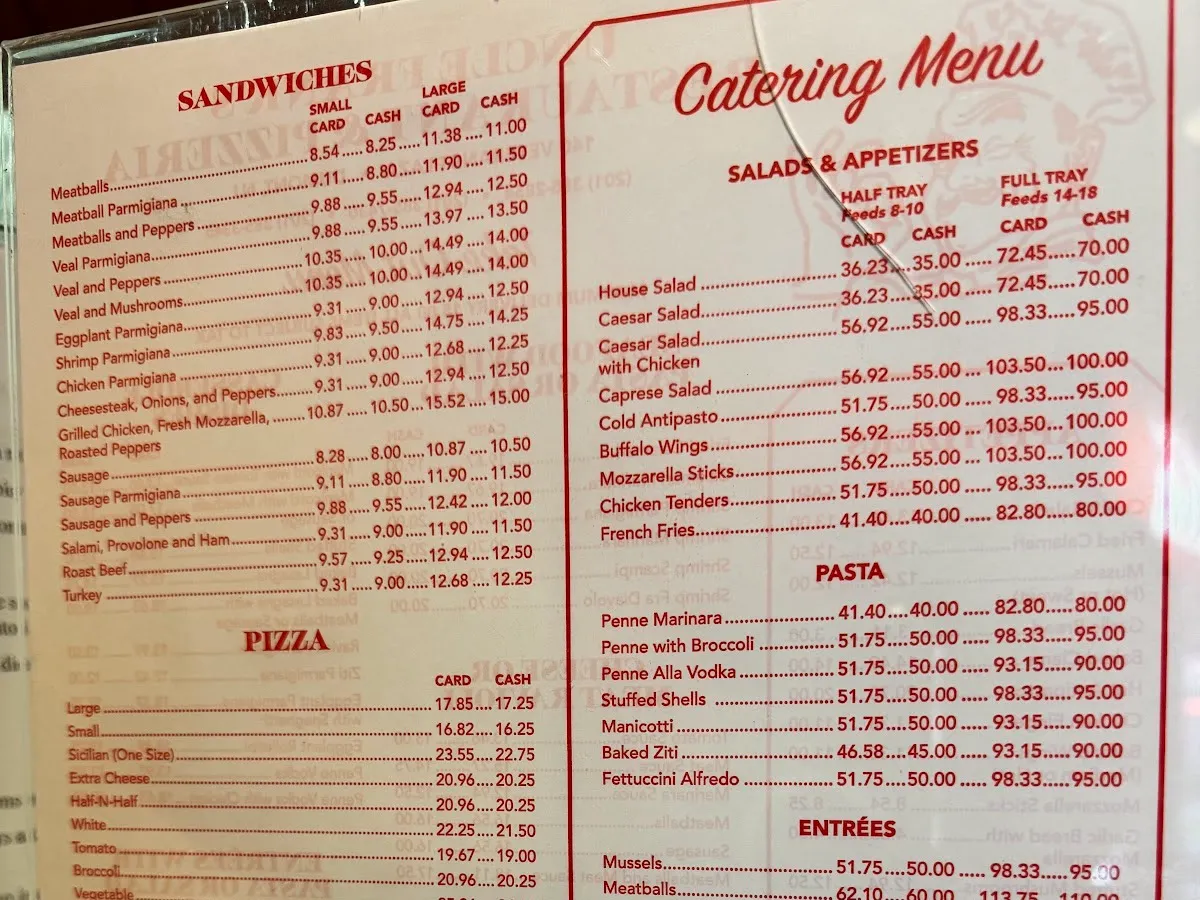 SANDWICHES
SMALL LARGE
CARD CASH CARD CASH
Meatballs..........8.54.....8.25.....11.38....11.00
Meatball Parmigiana..........9.11.....8.80.....11.90....11.50
Meatballs and Peppers..........9.88.....9.55.....12.94....12.50
Veal Parmigiana..........9.88.....9.55.....13.97....13.50
Veal and Peppers..........10.35....10.00....14.49....14.00
Veal and Mushrooms..........10.35....10.00....14.49....14.00
Eggplant Parmigiana..........9.31.....9.00.....12.94....12.50
Shrimp Parmigiana..........9.83.....9.50.....14.75....14.25
Chicken Parmigiana..........9.31.....9.00.....12.68....12.25
Cheesesteak, Onions, and Peppers..........9.31.....9.00.....12.94....12.50
Grilled Chicken, Fresh Mozzarella,..........10.87....10.50...15.52....15.00
Roasted Peppers
Sausage..........8.28.....8.00.....10.87....10.50
Sausage Parmigiana..........9.11.....8.80.....11.90....11.50
Sausage and Peppers..........9.88.....9.55.....12.42....12.00
Salami, Provolone and Ham..........9.31.....9.00.....11.90....11.50
Roast Beef..........9.57.....9.25.....12.94....12.50
Turkey..........9.31.....9.00.....12.68....12.25
PIZZA
CARD CASH
Large..........17.85....17.25
Small..........16.82....16.25
Sicilian (One Size)..........23.55....22.75
Extra Cheese..........20.96....20.25
Half-N-Half..........20.96....20.25
White..........22.25....21.50
Tomato..........19.67....19.00
Broccoli..........20.96....20.25
Vegetable
Catering Menu
SALADS & APPETIZERS
HALF TRAY FULL TRAY
Feeds 8-10 Feeds 14-18
CARD CASH CARD CASH
House Salad..........36.23....35.00.....72.45....70.00
Caesar Salad..........36.23....35.00.....72.45....70.00
Caesar Salad..........56.92....55.00.....98.33....95.00
with Chicken
Caprese Salad..........56.92....55.00....103.50...100.00
Cold Antipasto..........51.75....50.00.....98.33....95.00
Buffalo Wings..........56.92....55.00....103.50...100.00
Mozzarella Sticks..........56.92....55.00....103.50...100.00
Chicken Tenders..........51.75....50.00.....98.33....95.00
French Fries..........41.40....40.00.....82.80....80.00
PASTA
Penne Marinara..........41.40....40.00.....82.80....80.00
Penne with Broccoli..........51.75....50.00.....98.33....95.00
Penne Alla Vodka..........51.75....50.00.....93.15....90.00
Stuffed Shells..........51.75....50.00.....98.33....95.00
Manicotti..........51.75....50.00.....93.15....90.00
Baked Ziti..........46.58....45.00.....93.15....90.00
Fettuccini Alfredo..........51.75....50.00.....98.33....95.00
ENTRÉES
Mussels..........51.75....50.00.....98.33....95.00
Meatballs..........62.10....60.00....113.75...110.00